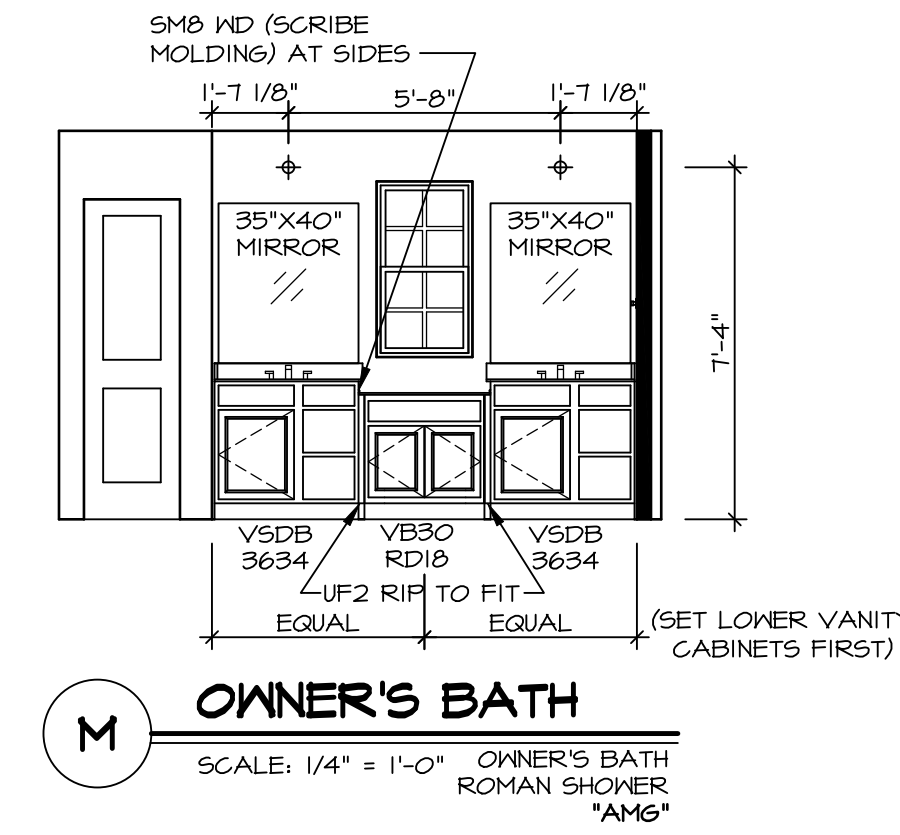 SM8 WD (SCRIBE
MOLDING) AT SIDES
1'-7 1/8" 5'-8" 1'-7 1/8"
35"X40"
MIRROR
35"X40"
MIRROR
7'-4"
VSDB
3634
VB30
RD18
VSDB
3634
UF2 RIP TO FIT
EQUAL EQUAL
(SET LOWER VANIT
CABINETS FIRST)
M
OWNER'S BATH
SCALE: 1/4" = 1'-0"
OWNER'S BATH
ROMAN SHOWER
"AMG"